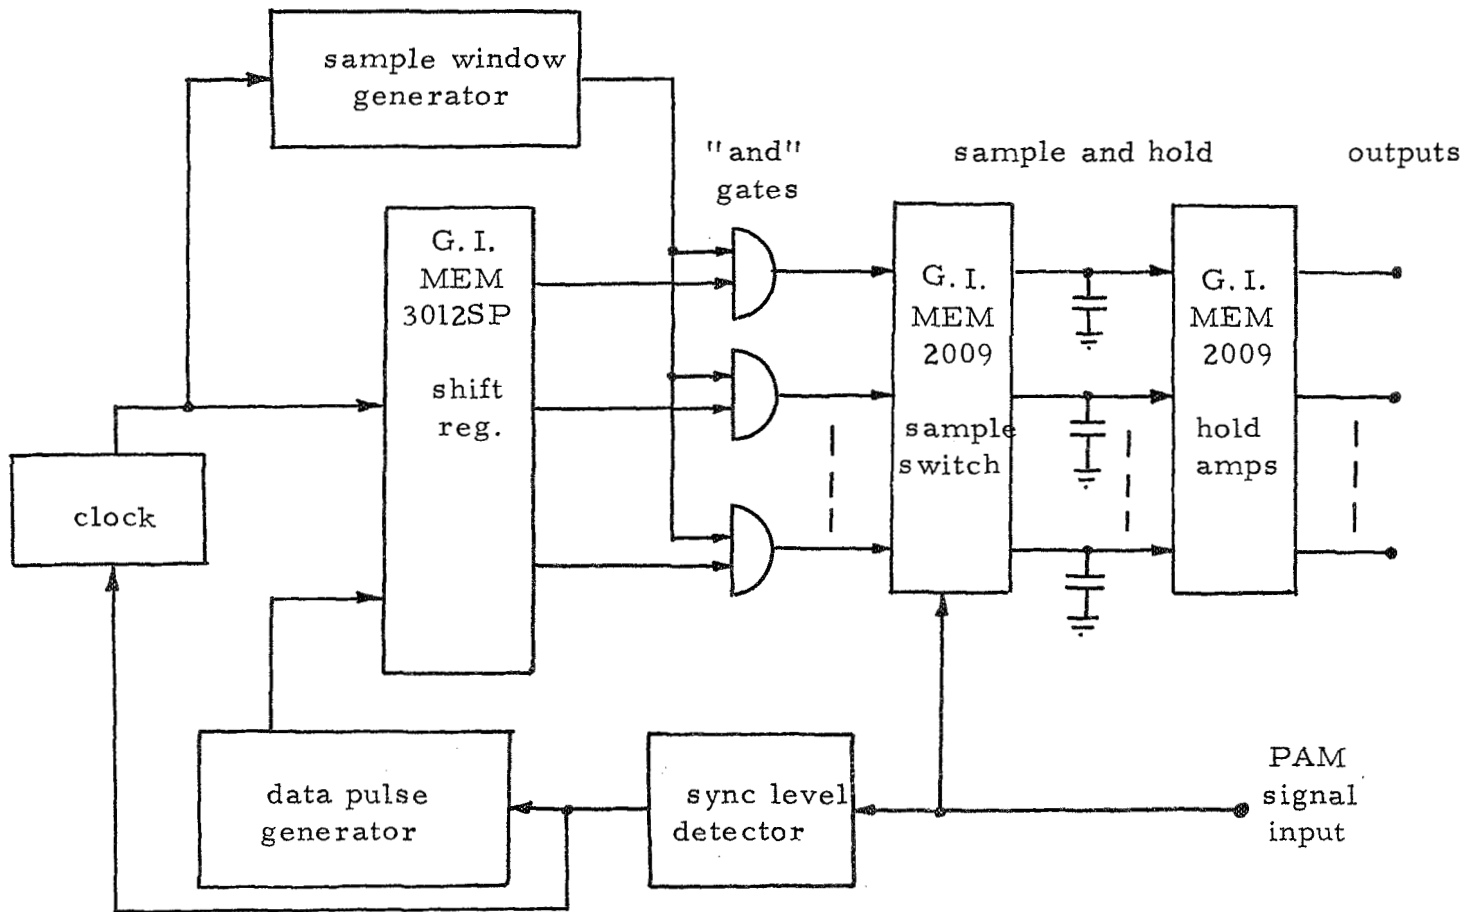 sample window
generator
"and"
gates
sample and hold
outputs
G. I.
MEM
3012SP
shift
reg.
G. I.
MEM
2009
sample
switch
G. I.
MEM
2009
hold
amps
clock
data pulse
generator
sync level
detector
PAM
signal
input